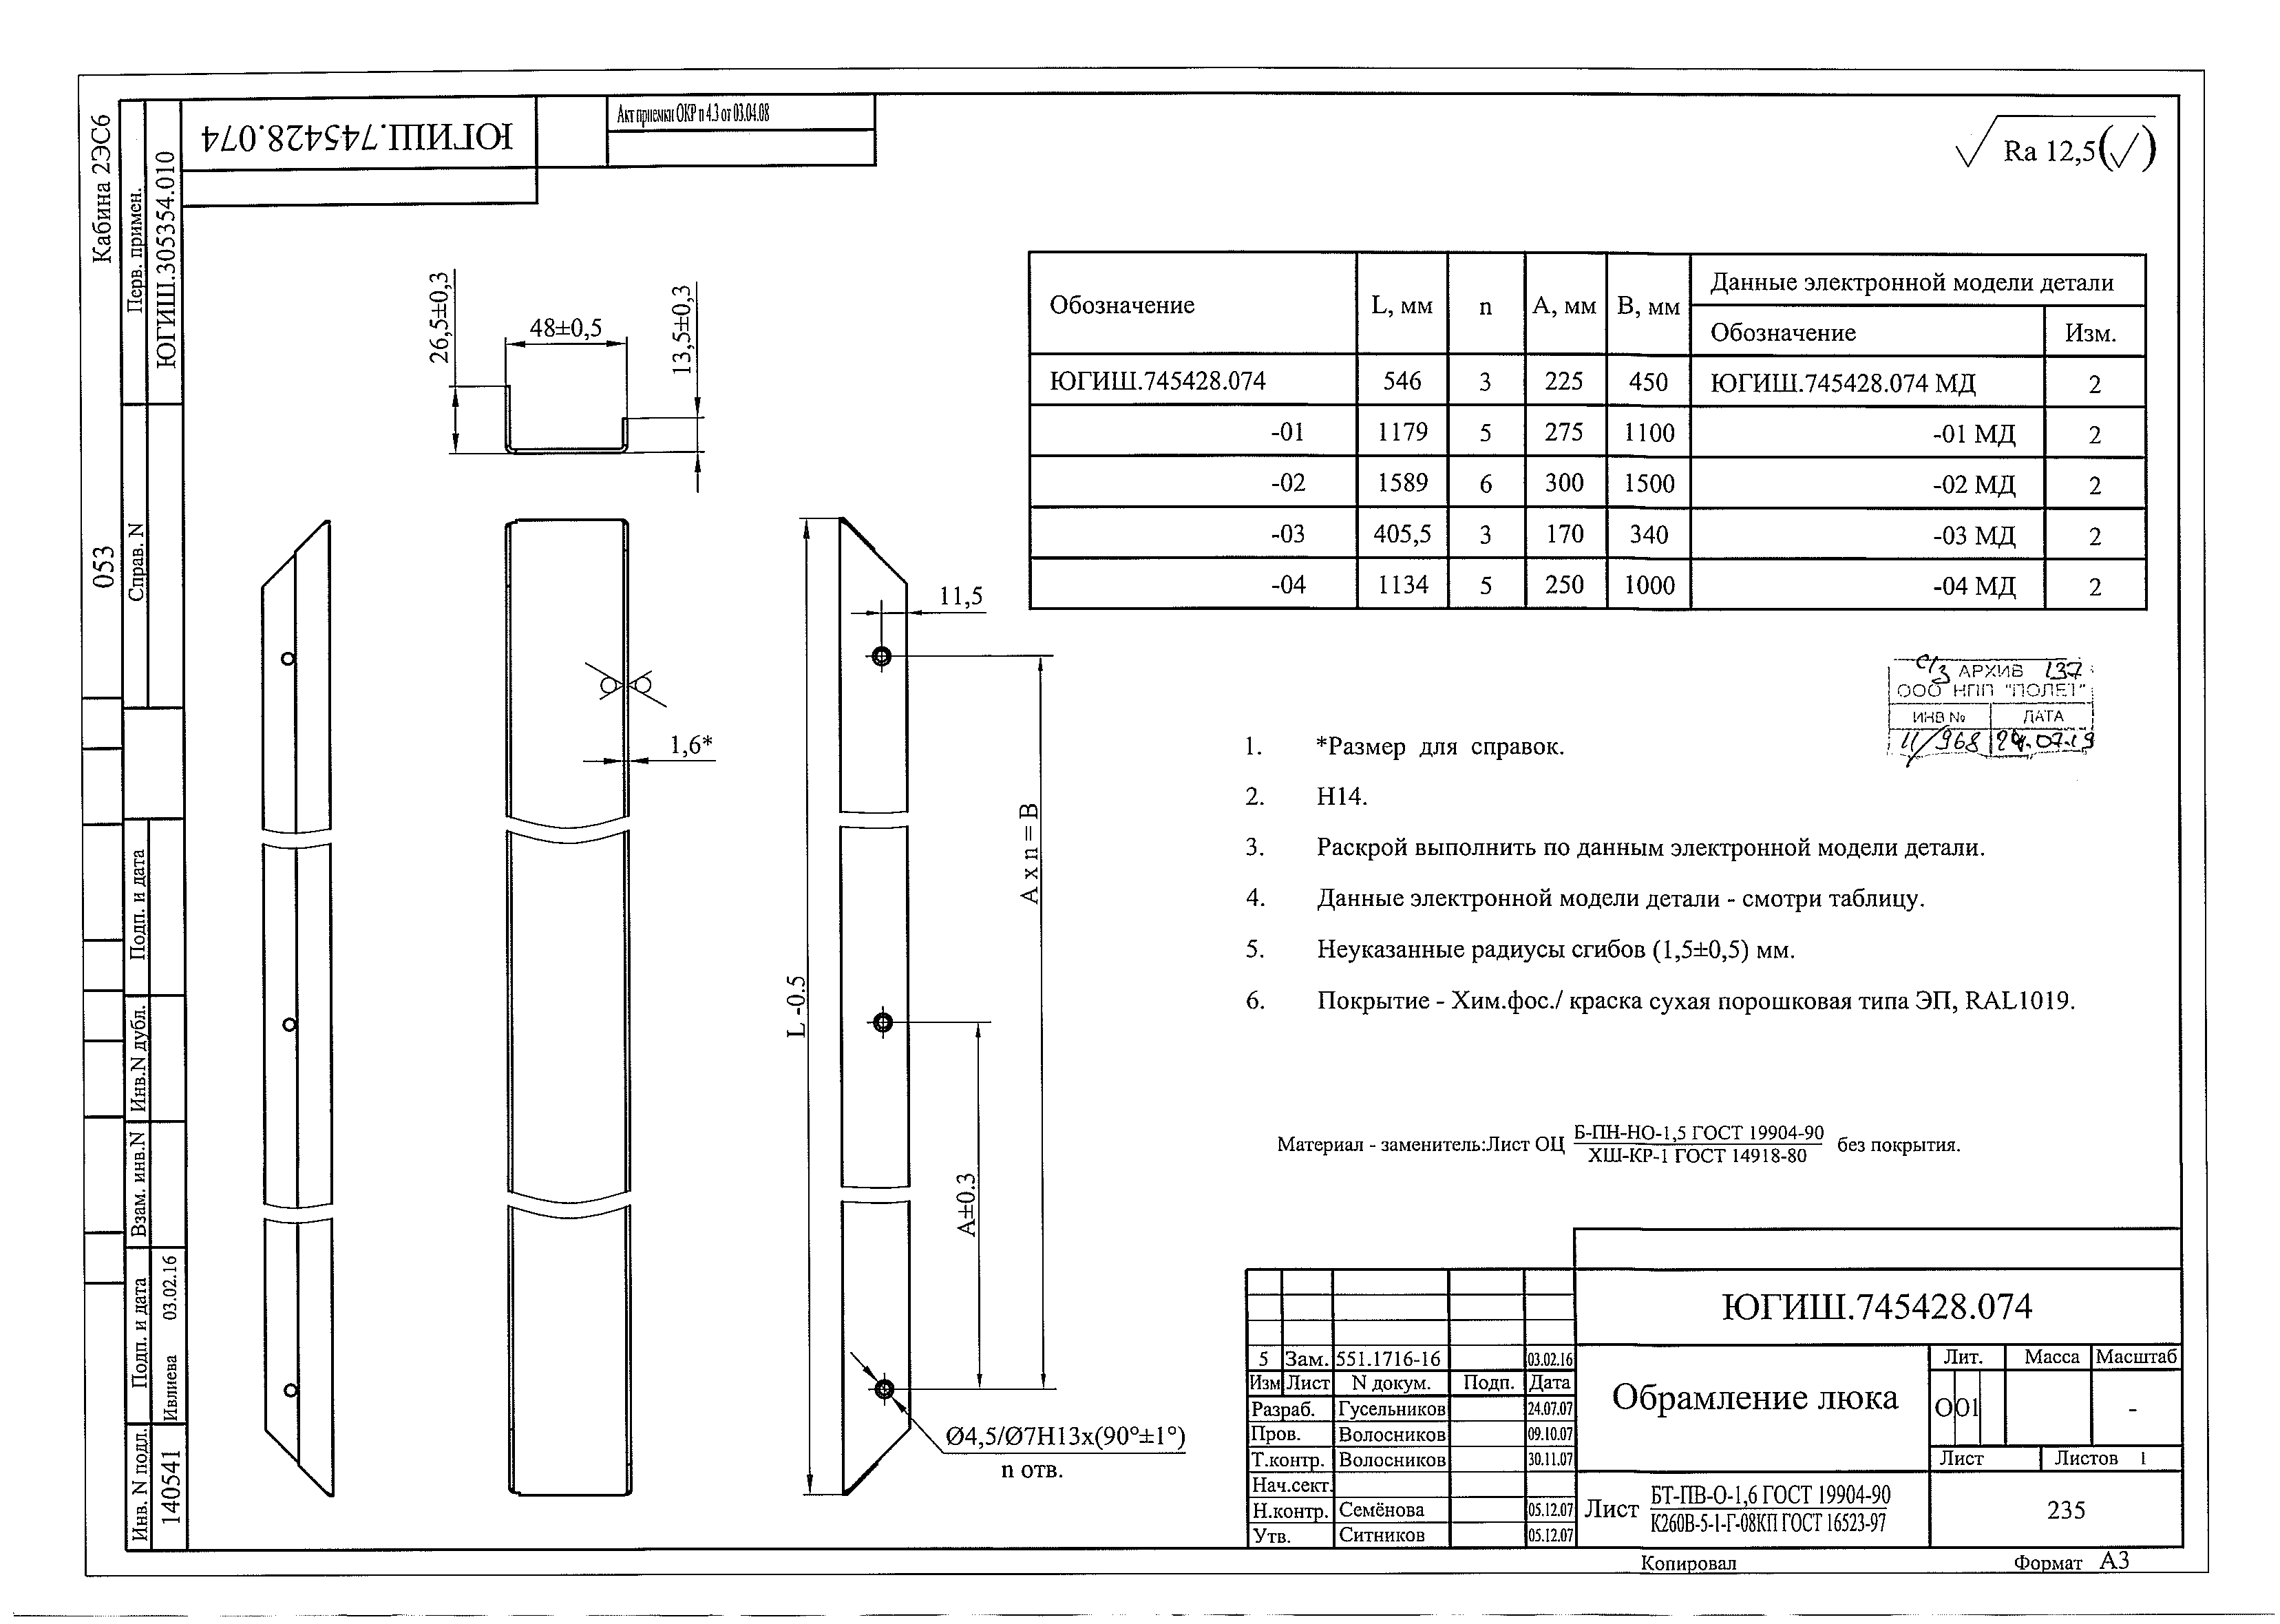 ЮГИШ.745428.074
Акт приемки ОКР п 4.3 от 03.04.08
Кабина 2ЭС6
053
Перв. примен.
ЮГИШ.305354.010
Справ. N
Подп. и дата
Инв.N дубл.
Взам. инв.N
Подп. и дата
Ивлиева 03.02.16
Инв. N подл.
140541
Ra 12,5(√)
26,5±0,3
48±0,5
13,5±0,3
11,5
1,6*
L -0.5
A x n = B
A±0.3
Ø4,5/Ø7H13x(90°±1°)
n отв.
Обозначение L, мм n A, мм B, мм Данные электронной модели детали
Обозначение Изм.
ЮГИШ.745428.074 546 3 225 450 ЮГИШ.745428.074 МД 2
-01 1179 5 275 1100 -01 МД 2
-02 1589 6 300 1500 -02 МД 2
-03 405,5 3 170 340 -03 МД 2
-04 1134 5 250 1000 -04 МД 2
АРХИВ 137
ООО НПП "ПОЛЕТ"
ИНВ № ДАТА
11/968
1. *Размер для справок.
2. H14.
3. Раскрой выполнить по данным электронной модели детали.
4. Данные электронной модели детали - смотри таблицу.
5. Неуказанные радиусы сгибов (1,5±0,5) мм.
6. Покрытие - Хим.фос./ краска сухая порошковая типа ЭП, RAL1019.
Материал - заменитель:Лист ОЦ Б-ПН-НО-1,5 ГОСТ 19904-90 без покрытия.
ХШ-КР-1 ГОСТ 14918-80
ЮГИШ.745428.074
5 Зам. 551.1716-16 03.02.16
Изм Лист N докум. Подп. Дата
Разраб. Гусельников 24.07.07
Пров. Волосников 09.10.07
Т.контр. Волосников 30.11.07
Нач.сект.
Н.контр. Семёнова 05.12.07
Утв. Ситников 05.12.07
Обрамление люка
Лит. Масса Масштаб
О О1 -
Лист Листов 1
Лист БТ-ПВ-О-1,6 ГОСТ 19904-90
К260В-5-1-Г-08КП ГОСТ 16523-97
235
Копировал Формат А3